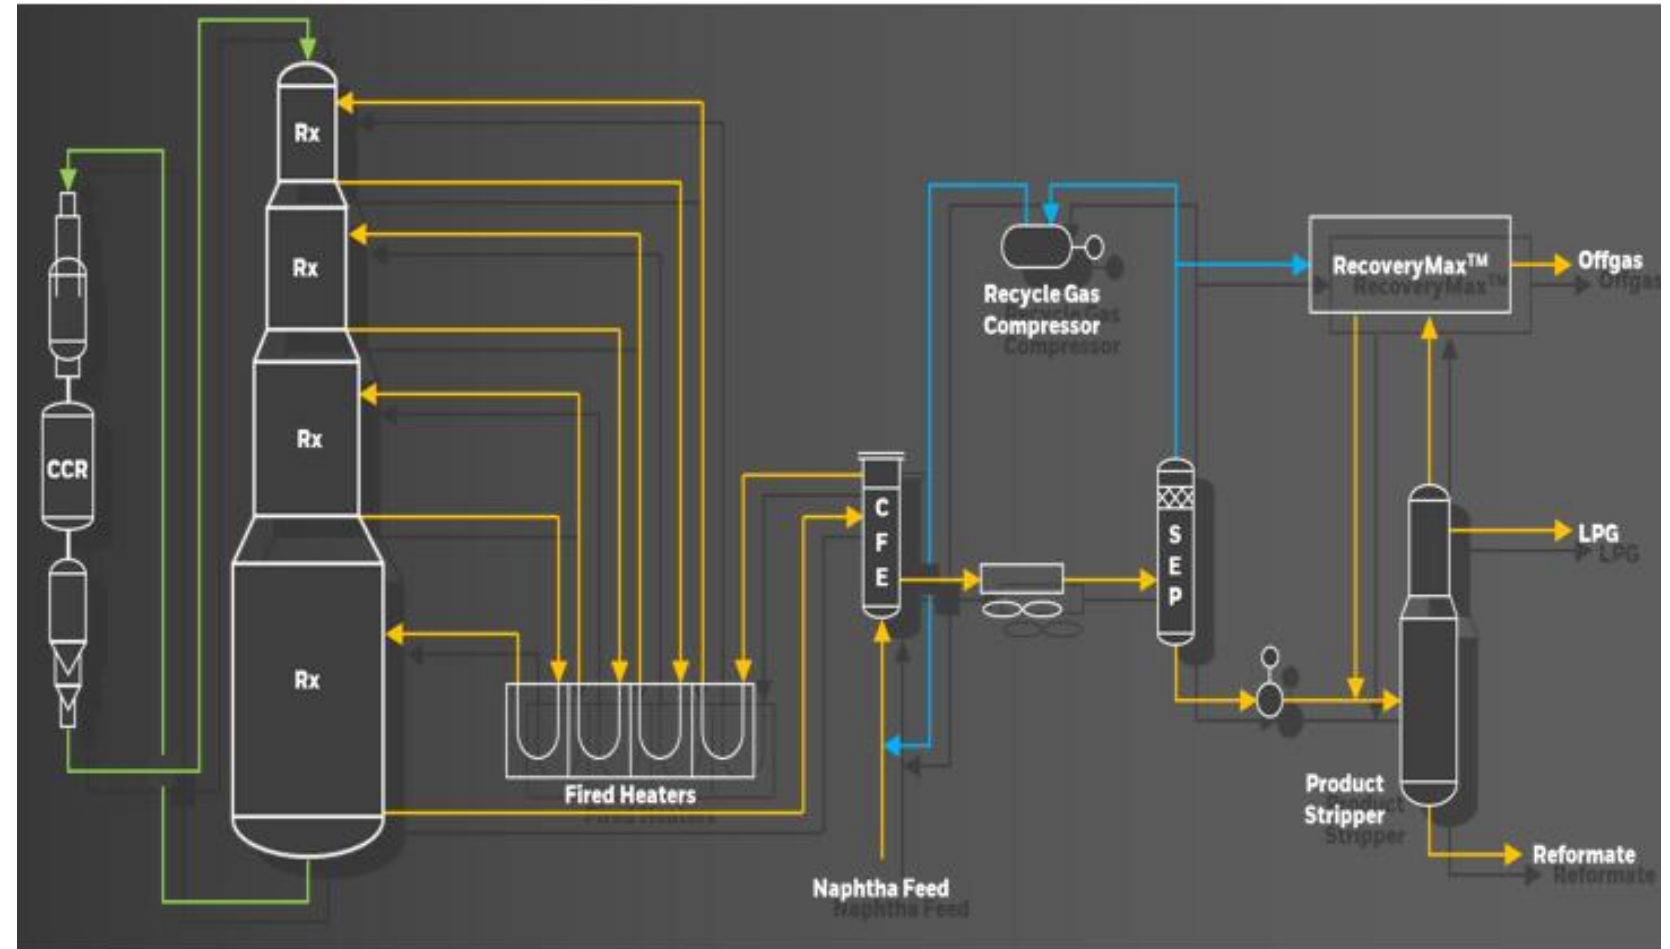 Rx
Rx
Rx
Rx
CCR
Fired Heaters
C
F
E
Naphtha Feed
Recycle Gas
Compressor
S
E
P
RecoveryMax™
Offgas
LPG
Product
Stripper
Reformate